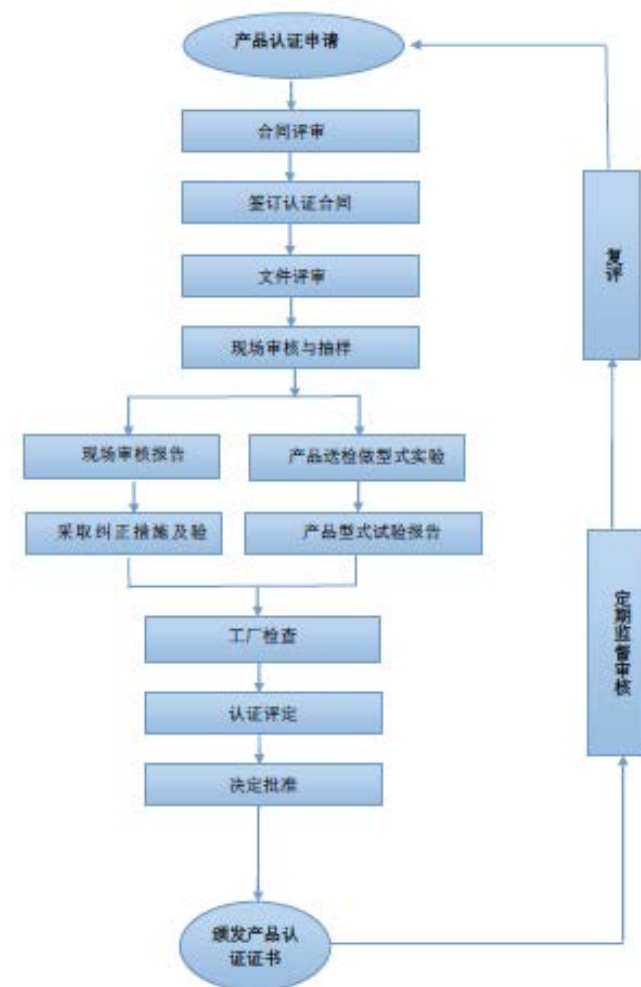 产品认证申请
合同评审
签订认证合同
文件评审
现场审核与抽样
现场审核报告
产品送检做型式实验
采取纠正措施及验
产品型式试验报告
工厂检查
认证评定
决定批准
颁发产品认
证证书
复评
定期监督审核